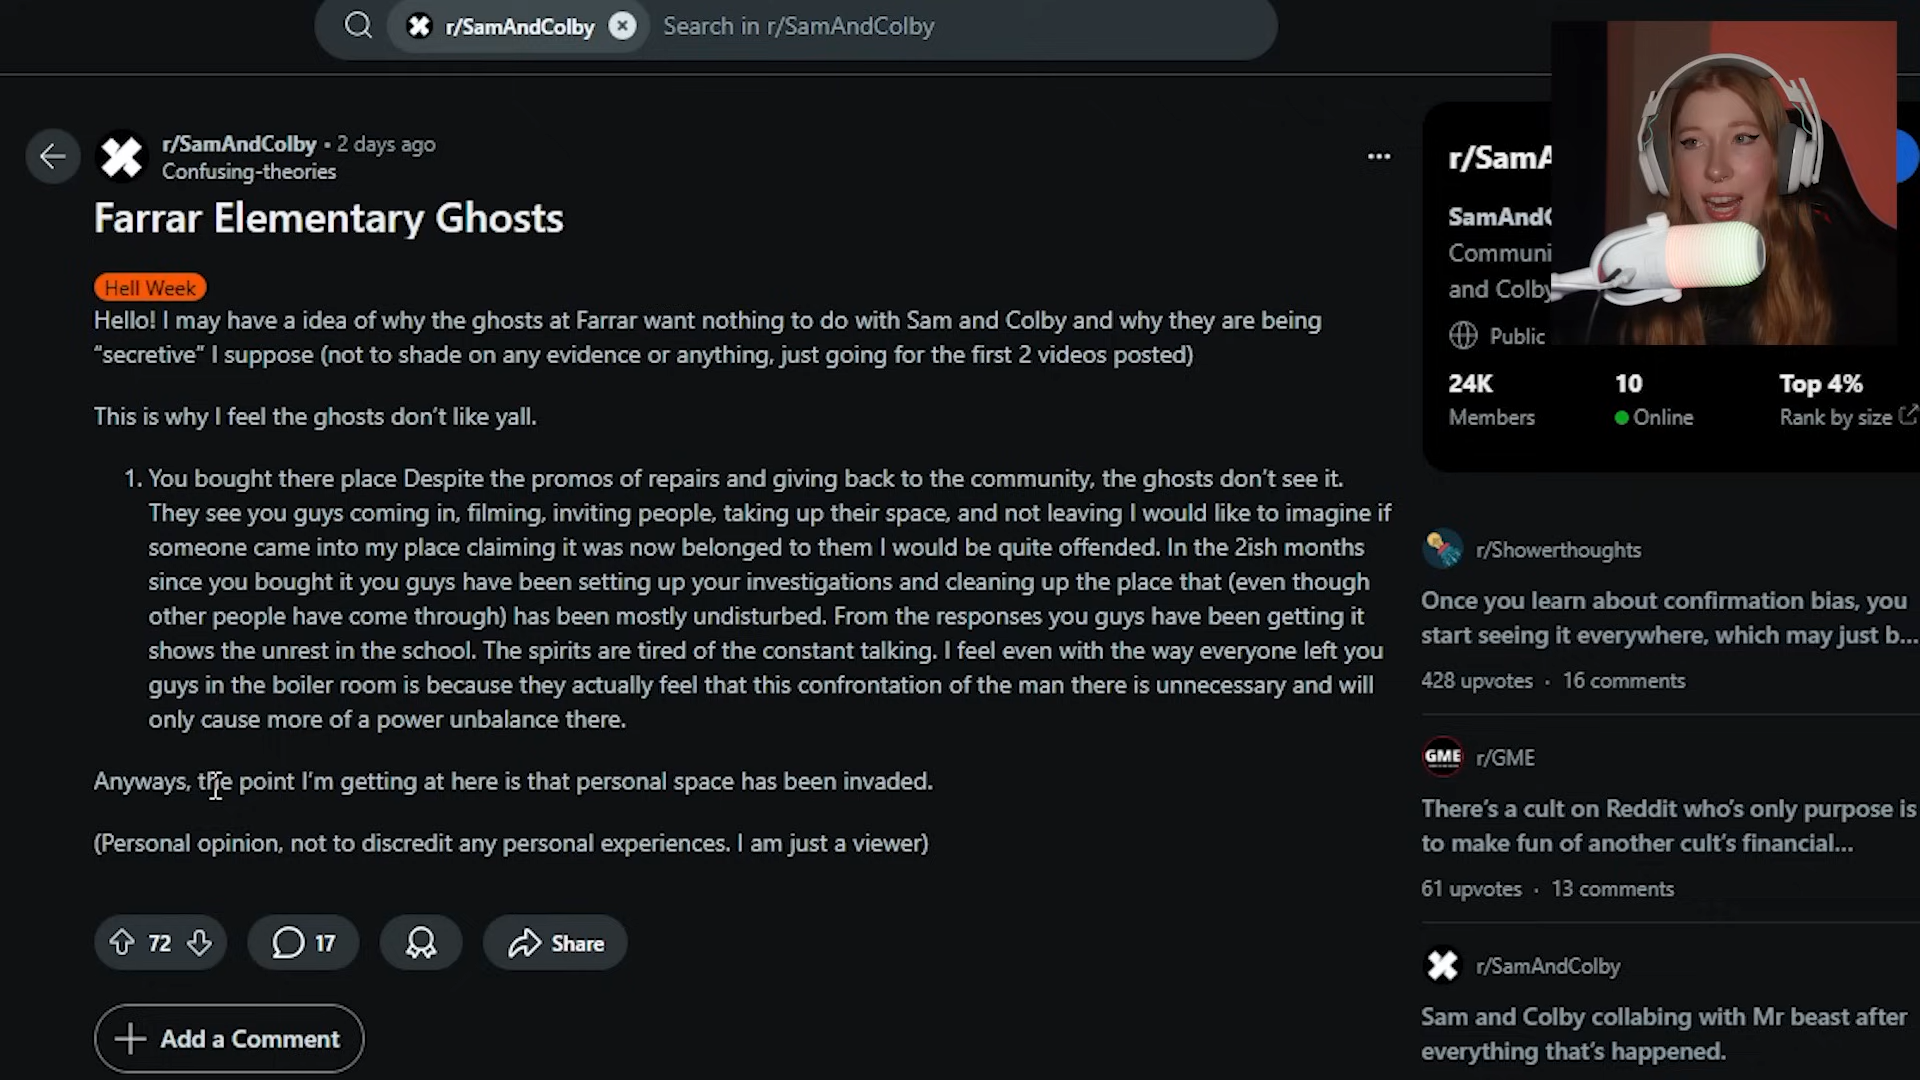 r/SamAndColby
Search in r/SamAndColby
r/SamAndColby • 2 days ago
Confusing-theories
Farrar Elementary Ghosts
Hell Week
Hello! I may have a idea of why the ghosts at Farrar want nothing to do with Sam and Colby and why they are being
“secretive” I suppose (not to shade on any evidence or anything, just going for the first 2 videos posted)
This is why I feel the ghosts don’t like yall.
1. You bought there place Despite the promos of repairs and giving back to the community, the ghosts don’t see it.
They see you guys coming in, filming, inviting people, taking up their space, and not leaving I would like to imagine if
someone came into my place claiming it was now belonged to them I would be quite offended. In the 2ish months
since you bought it you guys have been setting up your investigations and cleaning up the place that (even though
other people have come through) has been mostly undisturbed. From the responses you guys have been getting it
shows the unrest in the school. The spirits are tired of the constant talking. I feel even with the way everyone left you
guys in the boiler room is because they actually feel that this confrontation of the man there is unnecessary and will
only cause more of a power unbalance there.
Anyways, the point I’m getting at here is that personal space has been invaded.
(Personal opinion, not to discredit any personal experiences. I am just a viewer)
72
17
Share
Add a Comment
r/SamA
SamAnd
Communi
and Colby
Public
24K
10
Top 4%
Members
Online
Rank by size
r/Showerthoughts
Once you learn about confirmation bias, you
start seeing it everywhere, which may just b...
428 upvotes · 16 comments
GME
r/GME
There’s a cult on Reddit who’s only purpose is
to make fun of another cult’s financial...
61 upvotes · 13 comments
r/SamAndColby
Sam and Colby collabing with Mr beast after
everything that’s happened.